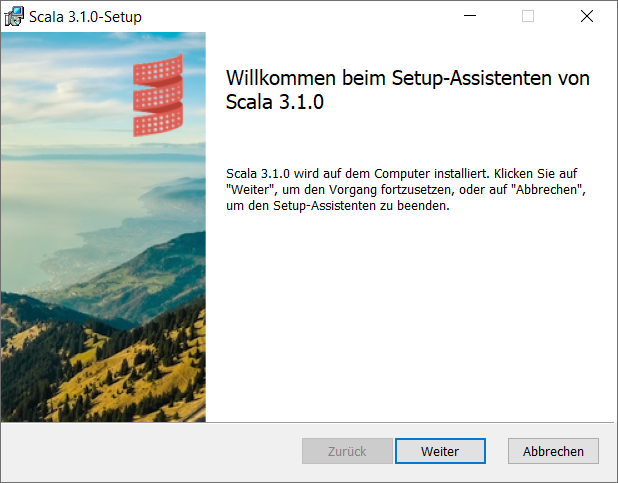 Scala 3.1.0-Setup
Willkommen beim Setup-Assistenten von
Scala 3.1.0
Scala 3.1.0 wird auf dem Computer installiert. Klicken Sie auf
"Weiter", um den Vorgang fortzusetzen, oder auf "Abbrechen",
um den Setup-Assistenten zu beenden.
Zurück
Weiter
Abbrechen